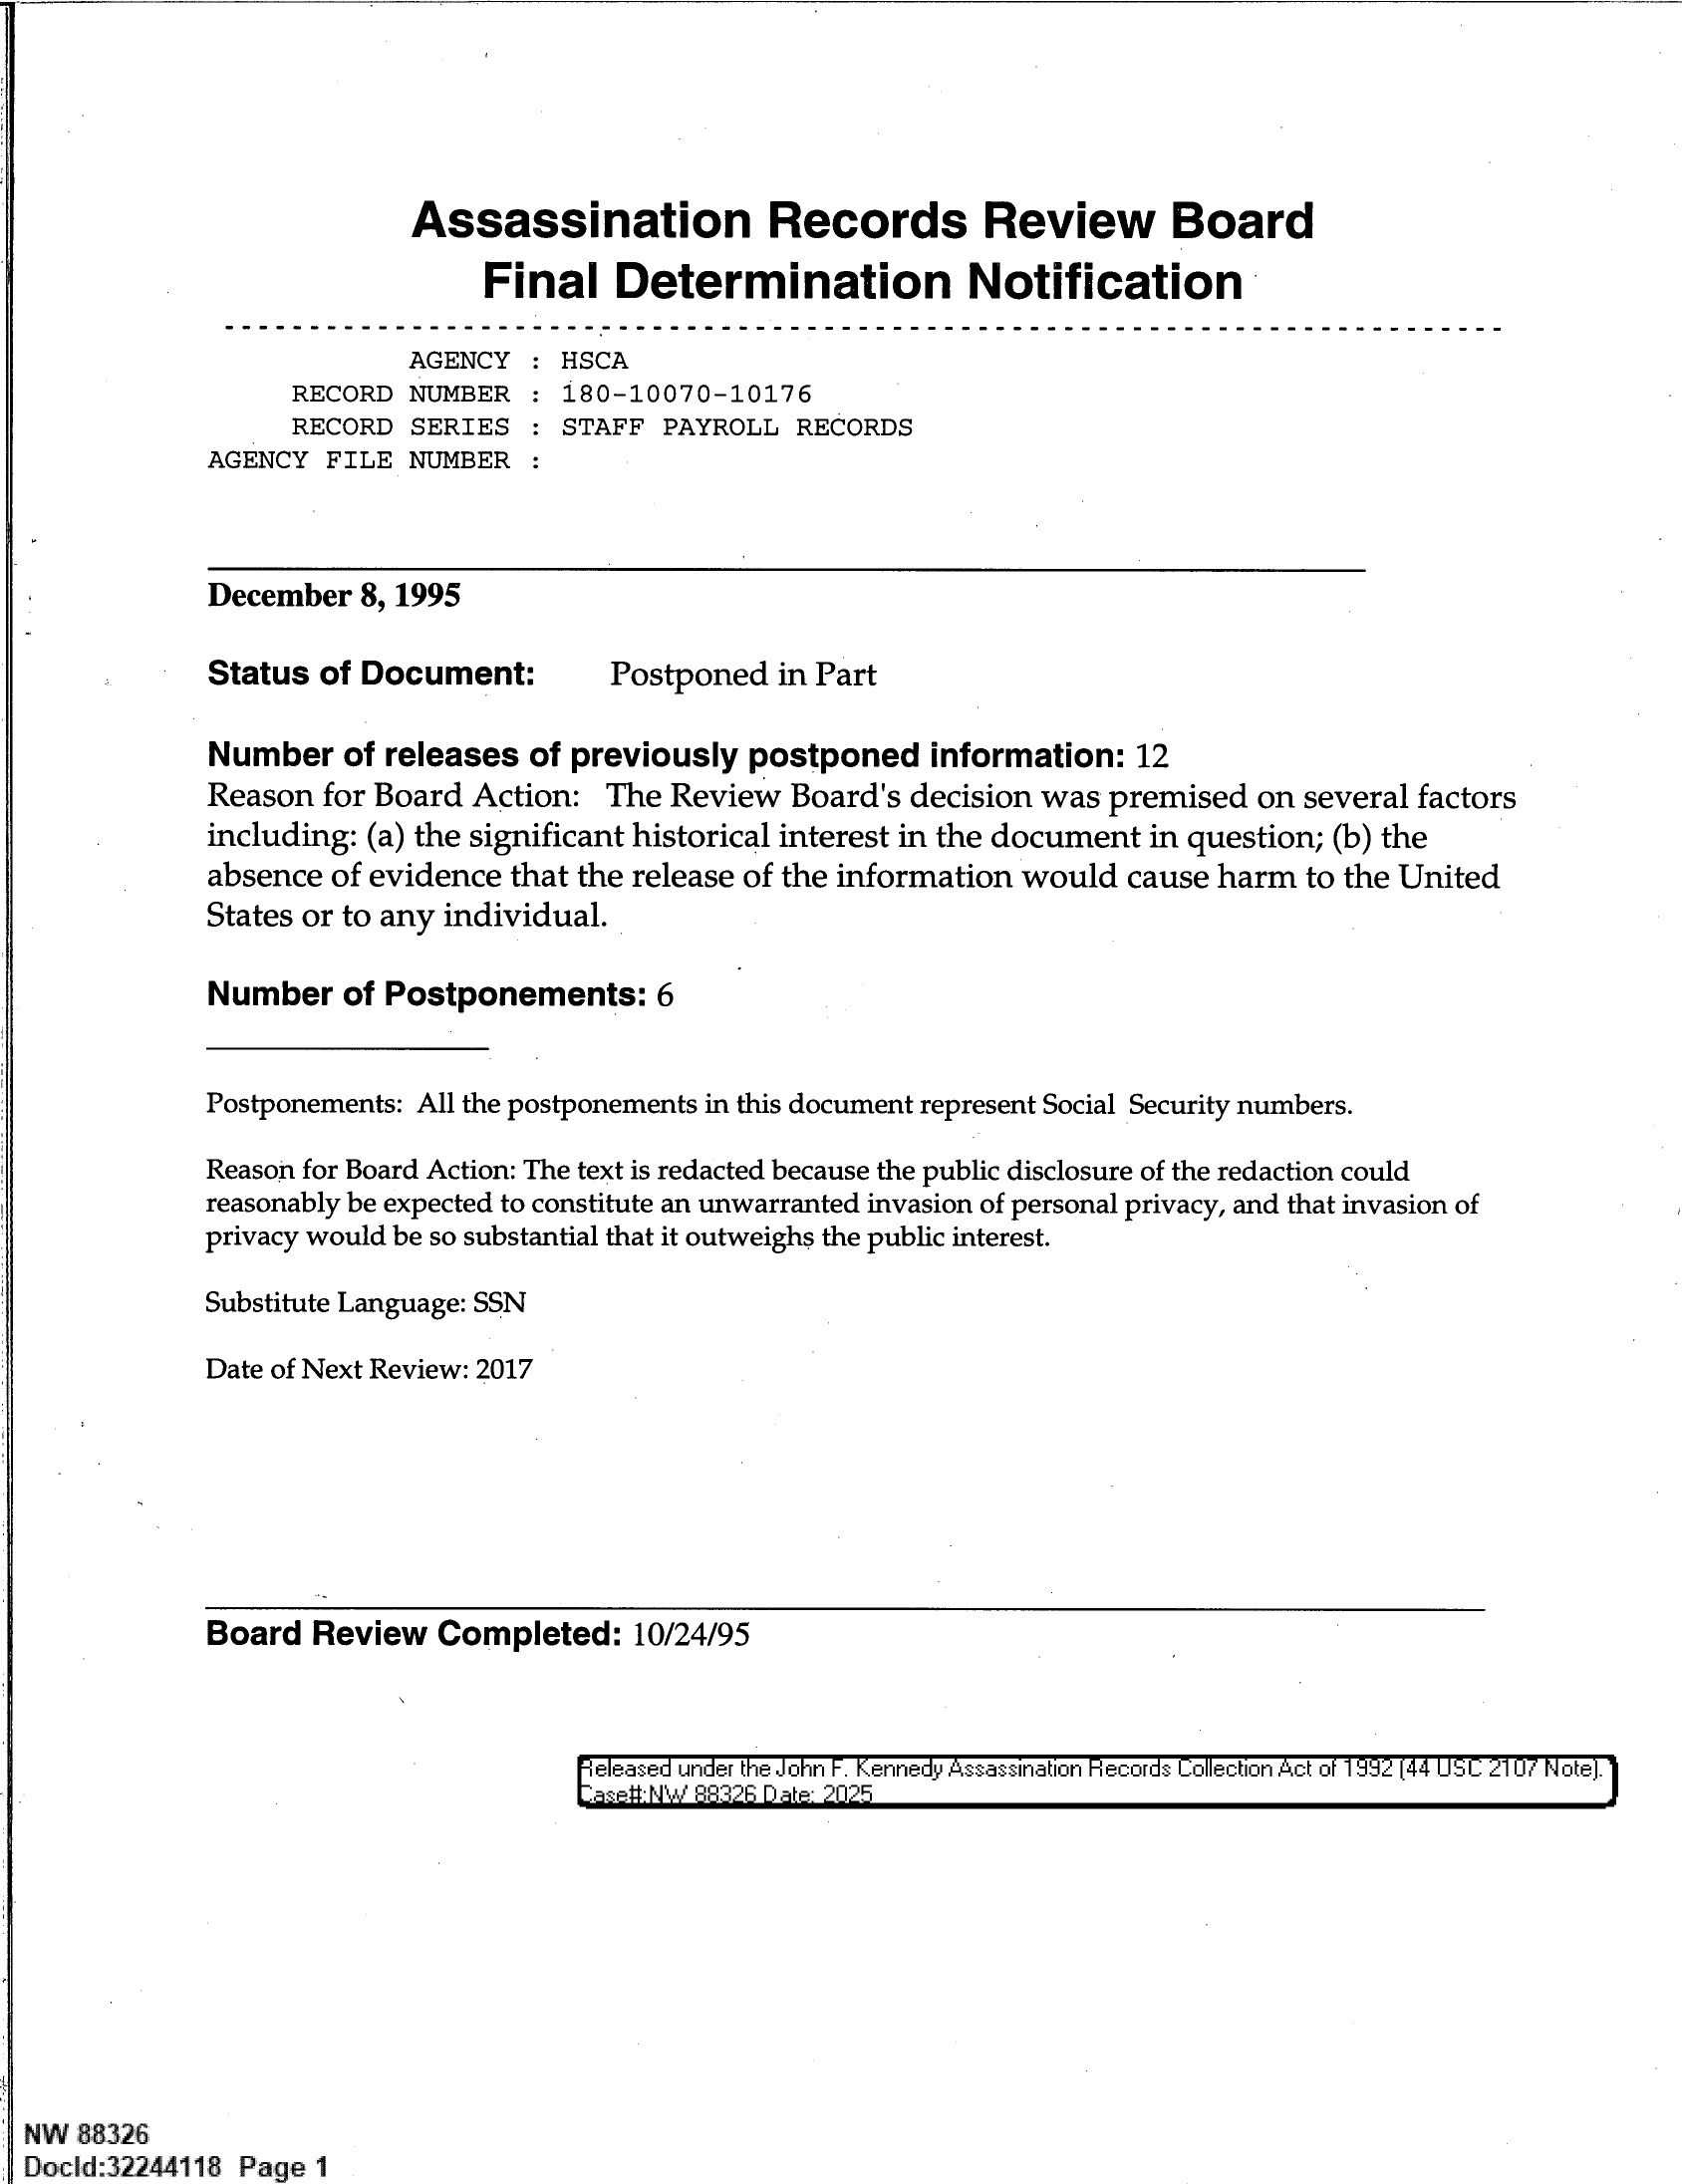 Assassination Records Review Board
Final Determination Notification
AGENCY : HSCA
RECORD NUMBER : 180-10070-10176
RECORD SERIES : STAFF PAYROLL RECORDS
AGENCY FILE NUMBER :
December 8, 1995
Status of Document: Postponed in Part
Number of releases of previously postponed information: 12
Reason for Board Action: The Review Board's decision was premised on several factors
including: (a) the significant historical interest in the document in question; (b) the
absence of evidence that the release of the information would cause harm to the United
States or to any individual.
Number of Postponements: 6
Postponements: All the postponements in this document represent Social Security numbers.
Reason for Board Action: The text is redacted because the public disclosure of the redaction could
reasonably be expected to constitute an unwarranted invasion of personal privacy, and that invasion of
privacy would be so substantial that it outweighs the public interest.
Substitute Language: SSN
Date of Next Review: 2017
Board Review Completed: 10/24/95
Released under the John F. Kennedy Assassination Records Collection Act of 1992 (44 USC 2107 Note).
Case#:NW 88326 Date: 2025
NW 88326
DocId:32244118 Page 1